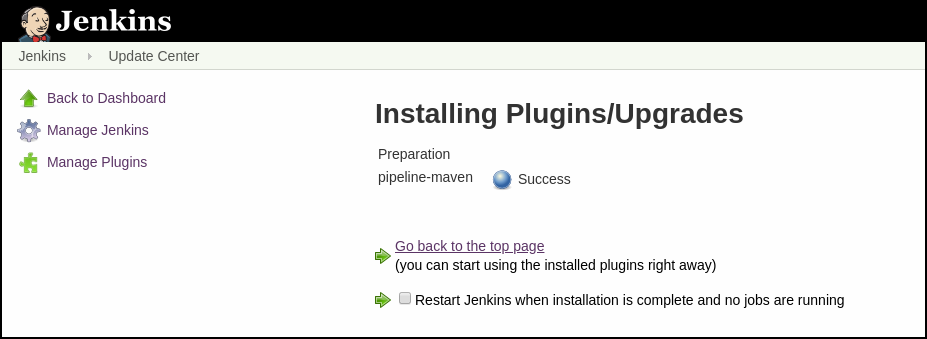 Jenkins
Jenkins Update Center
Back to Dashboard
Manage Jenkins
Manage Plugins
Installing Plugins/Upgrades
Preparation
pipeline-maven Success
Go back to the top page
(you can start using the installed plugins right away)
Restart Jenkins when installation is complete and no jobs are running